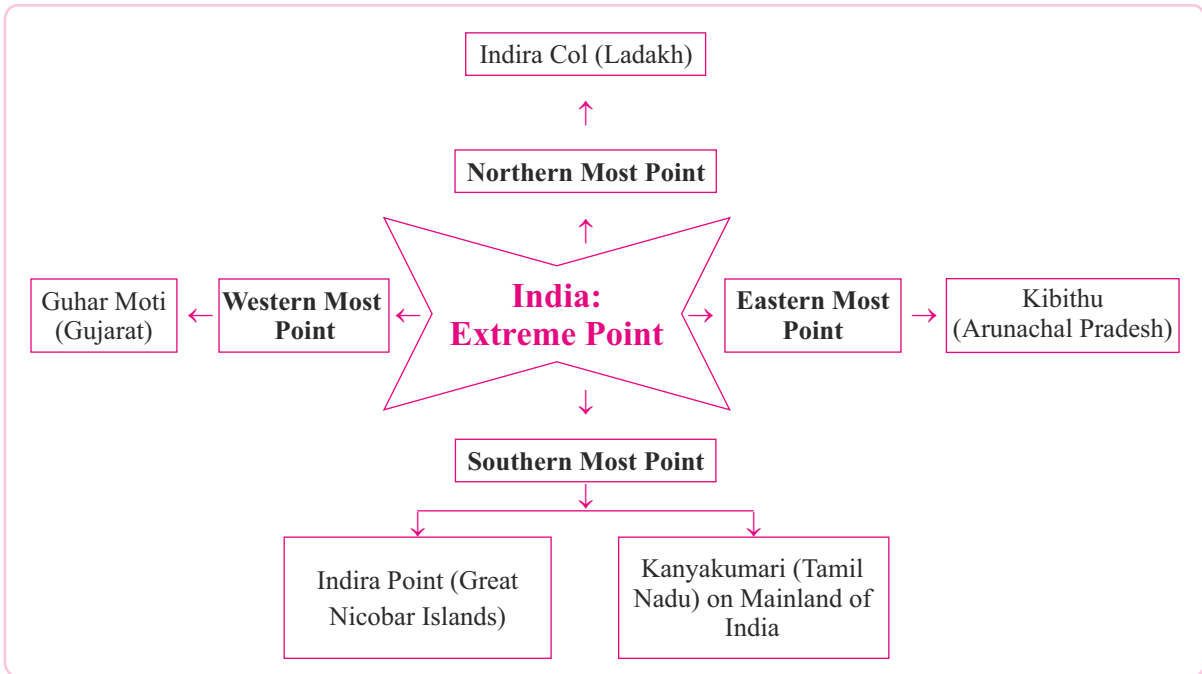 Indira Col (Ladakh)
↑
Northern Most Point
↑
Guhar Moti
(Gujarat)
←
Western Most
Point
←
India:
Extreme Point
→
Eastern Most
Point
→
Kibithu
(Arunachal Pradesh)
↓
Southern Most Point
↓
↓
↓
Indira Point (Great
Nicobar Islands)
Kanyakumari (Tamil
Nadu) on Mainland of
India